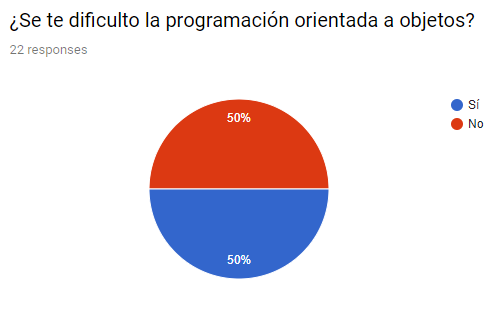 ¿Se te dificulto la programación orientada a objetos?
22 responses
Sí
No
50%
50%